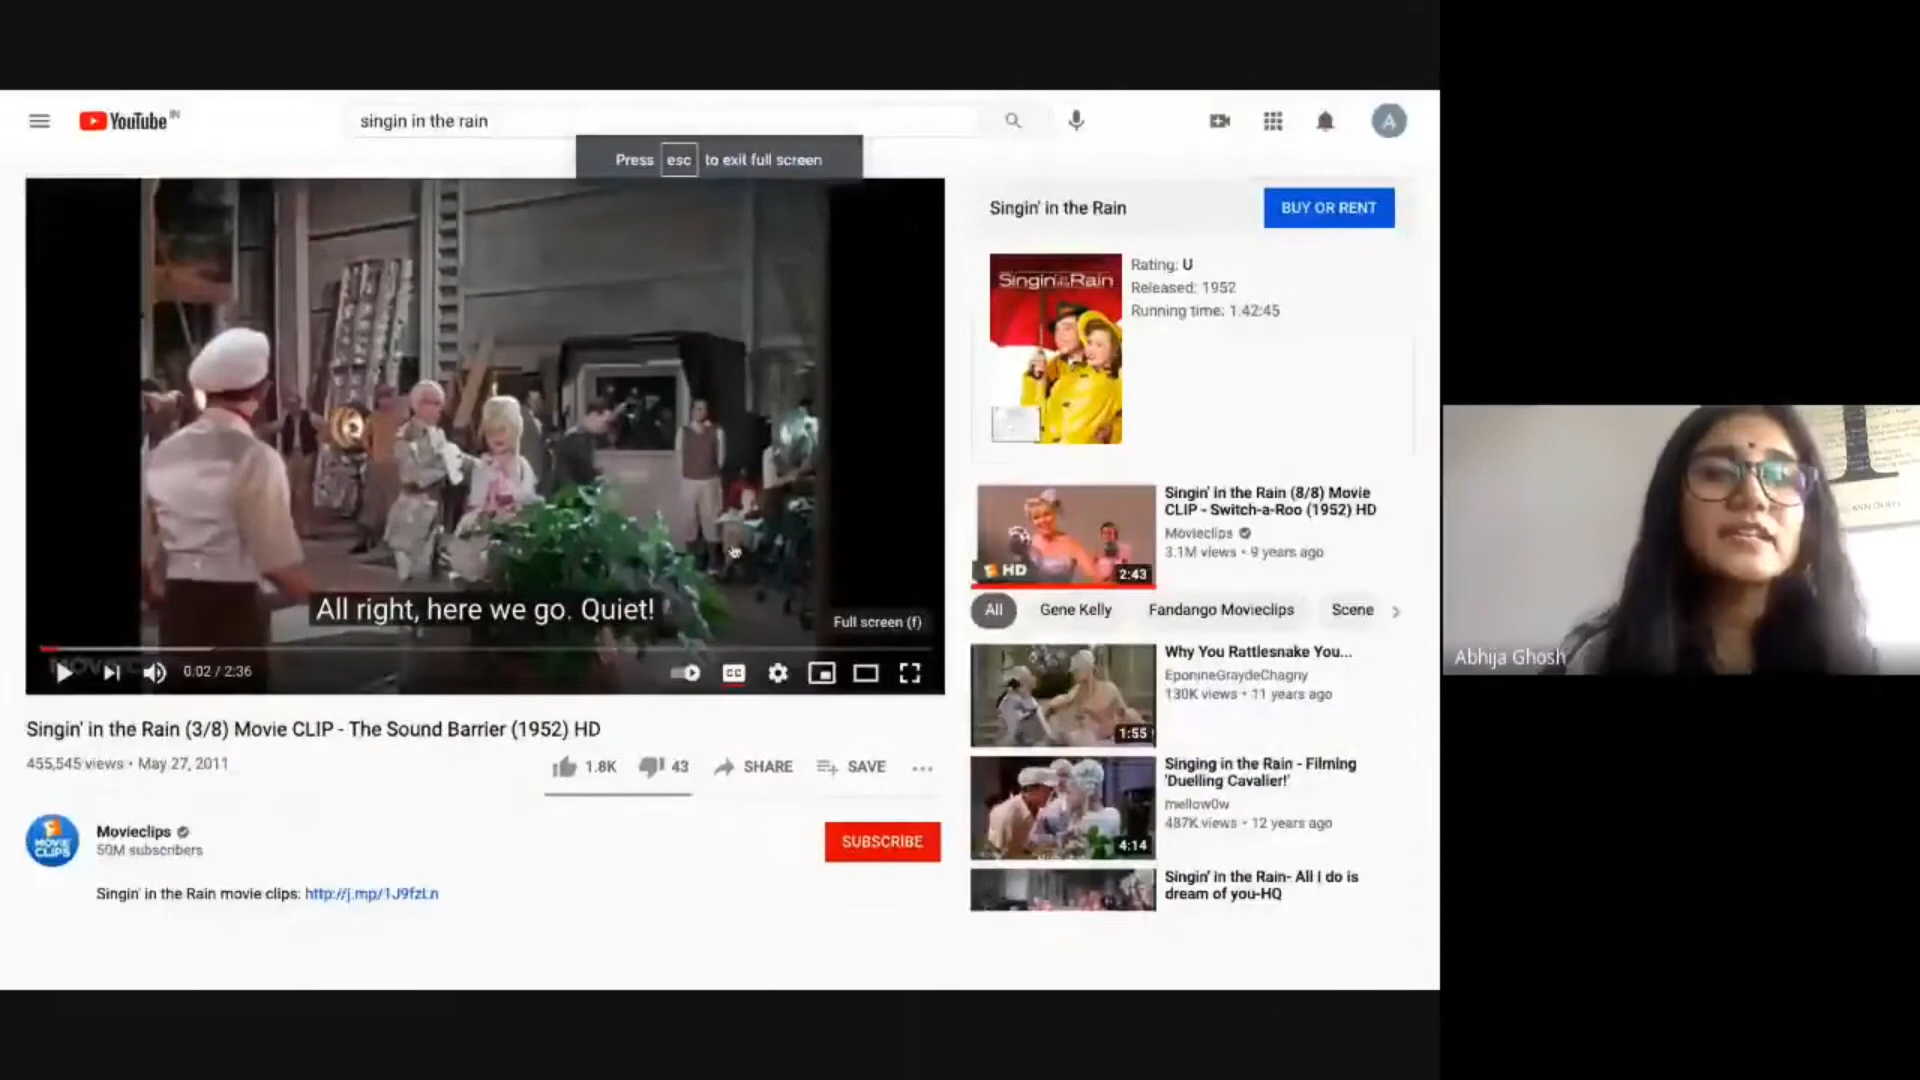 YouTube IN
singin in the rain
A
Press esc to exit full screen
All right, here we go. Quiet!
Full screen (f)
0:02 / 2:36
CC
Singin' in the Rain (3/8) Movie CLIP - The Sound Barrier (1952) HD
455,545 views • May 27, 2011
1.8K
43
SHARE
SAVE
MOVIE
CLIPS
Movieclips
50M subscribers
SUBSCRIBE
Singin' in the Rain movie clips: http://j.mp/1J9fzLn
Singin' in the Rain
BUY OR RENT
Singin' in the Rain
Rating: U
Released: 1952
Running time: 1:42:45
Singin' in the Rain (8/8) Movie
CLIP - Switch-a-Roo (1952) HD
Movieclips
3.1M views • 9 years ago
HD
2:43
All
Gene Kelly
Fandango Movieclips
Scene
Why You Rattlesnake You...
EponineGraydeChagny
130K views • 11 years ago
1:55
Singing in the Rain - Filming
'Duelling Cavalier!'
mellow0w
487K views • 12 years ago
4:14
Singin' in the Rain- All I do is
dream of you-HQ
Abhija Ghosh